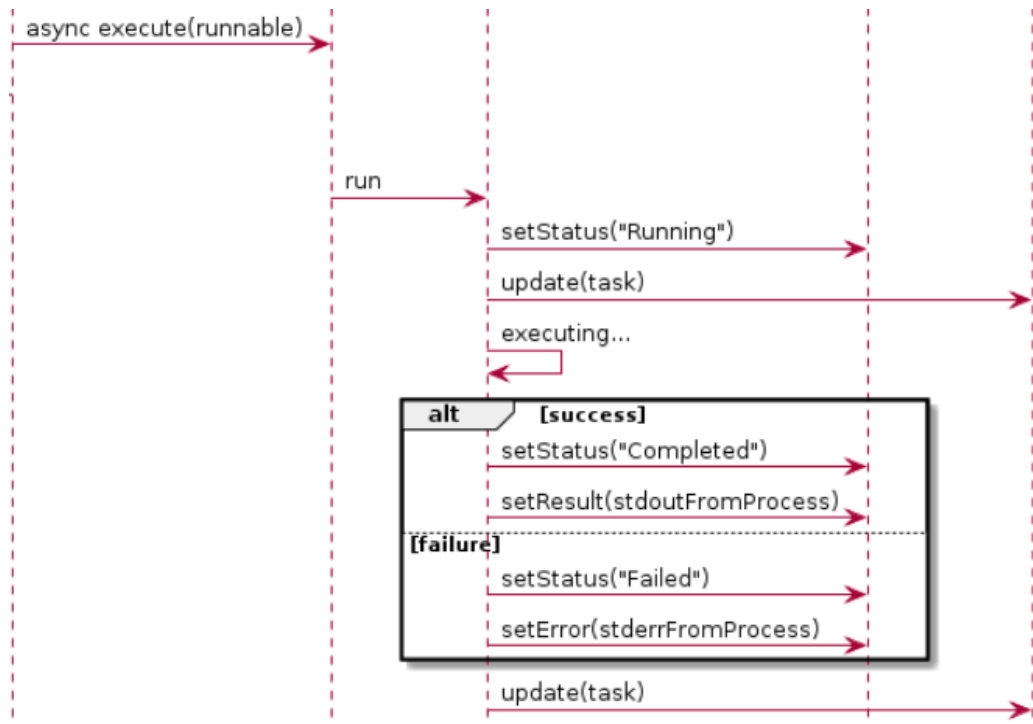 async execute(runnable)
run
setStatus("Running")
update(task)
executing...
alt [success]
setStatus("Completed")
setResult(stdoutFromProcess)
[failure]
setStatus("Failed")
setError(stderrFromProcess)
update(task)